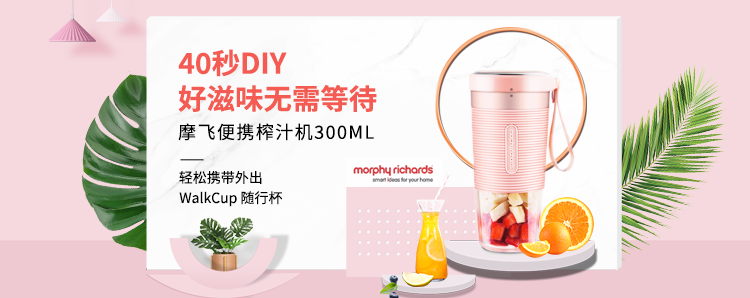 40秒DIY
好滋味无需等待
摩飞便携榨汁机300ML
轻松携带外出
WalkCup 随行杯
morphy richards
smart ideas for your home